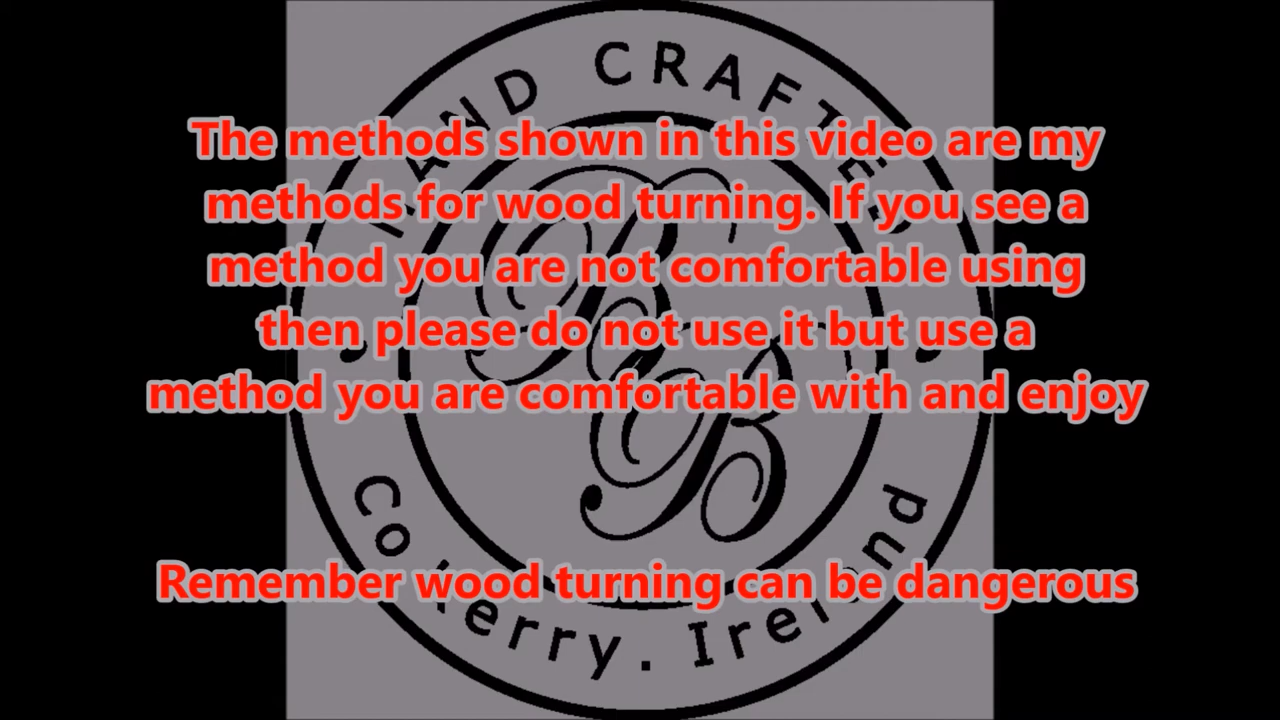 HAND CRAFTED
The methods shown in this video are my
methods for wood turning. If you see a
method you are not comfortable using
then please do not use it but use a
method you are comfortable with and enjoy
RB
Remember wood turning can be dangerous
Co Kerry. Ireland